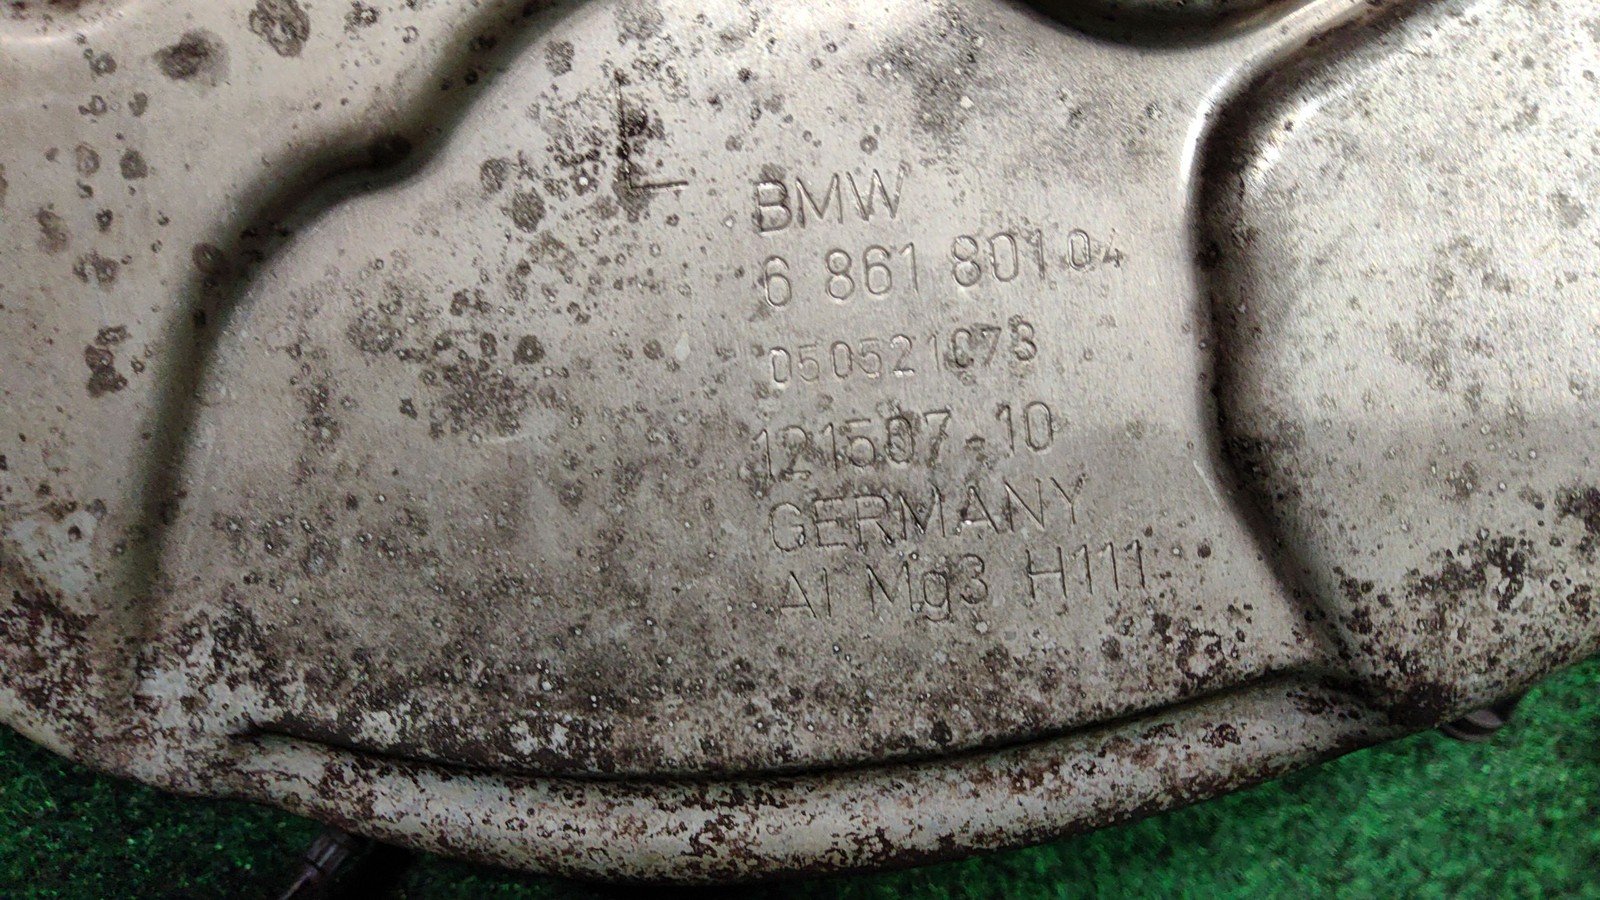 L
BMW
6 861 801 04
050521073
121507-10
GERMANY
Al Mg3 H111